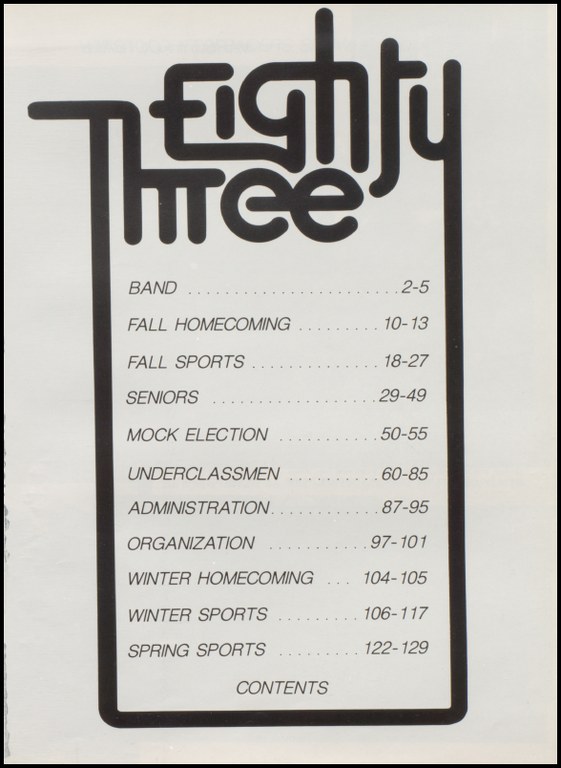 Eighty
Three
BAND ........................ 2-5
FALL HOMECOMING ......... 10-13
FALL SPORTS ............ 18-27
SENIORS ................ 29-49
MOCK ELECTION ........... 50-55
UNDERCLASSMEN .......... 60-85
ADMINISTRATION ............ 87-95
ORGANIZATION ........... 97-101
WINTER HOMECOMING ... 104-105
WINTER SPORTS ......... 106-117
SPRING SPORTS ......... 122-129
CONTENTS